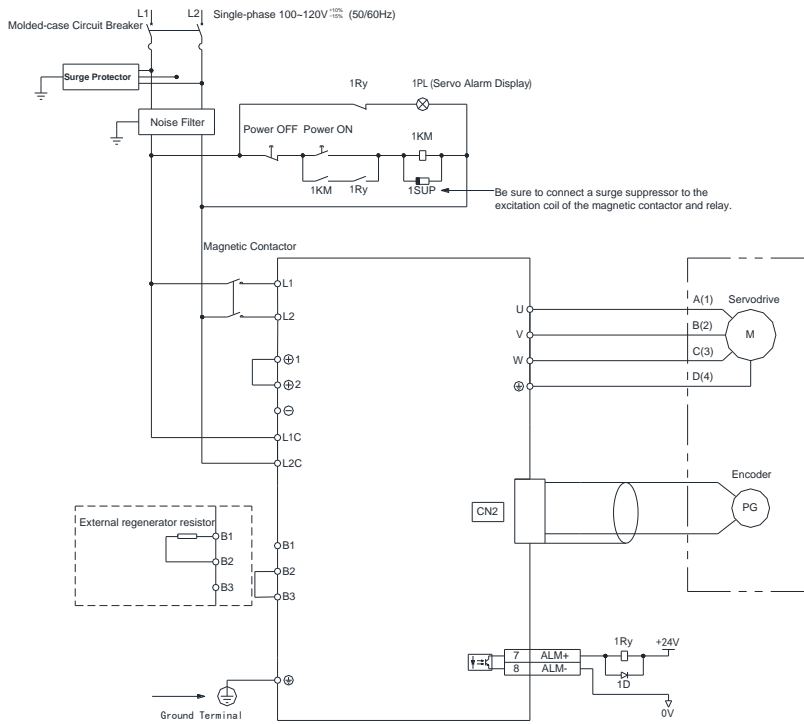 L1
L2
Single-phase 100~120V +10% -15% (50/60Hz)
Molded-case Circuit Breaker
Surge Protector
Noise Filter
1Ry
1PL (Servo Alarm Display)
Power OFF
Power ON
1KM
1KM
1Ry
1SUP
Be sure to connect a surge suppressor to the
excitation coil of the magnetic contactor and relay.
Magnetic Contactor
L1
L2
⊕1
⊕2
⊖
L1C
L2C
U
V
W
A(1)
B(2)
C(3)
D(4)
Servodrive
M
Encoder
PG
CN2
External regenerator resistor
B1
B2
B3
B1
B2
B3
7 ALM+
8 ALM-
1Ry
+24V
1D
0V
Ground Terminal